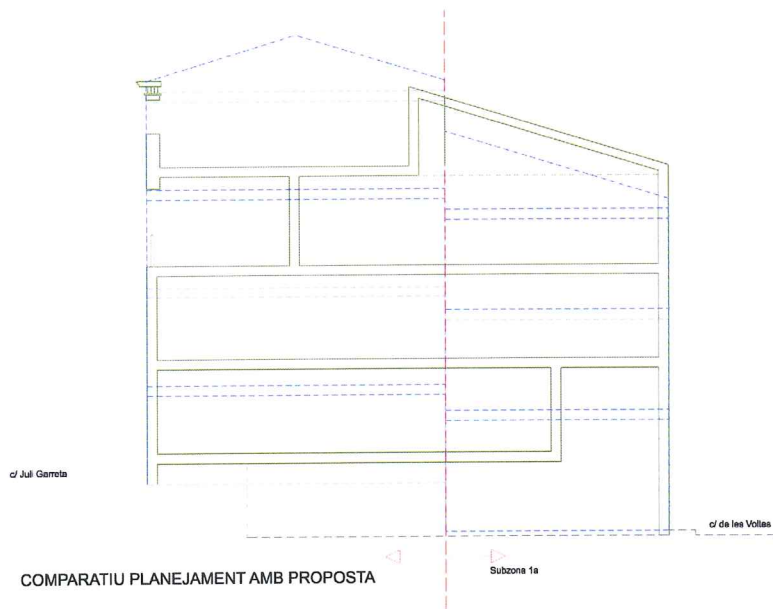 c/ Juli Garreta
c/ de les Voltes
Subzona 1a
COMPARATIU PLANEJAMENT AMB PROPOSTA